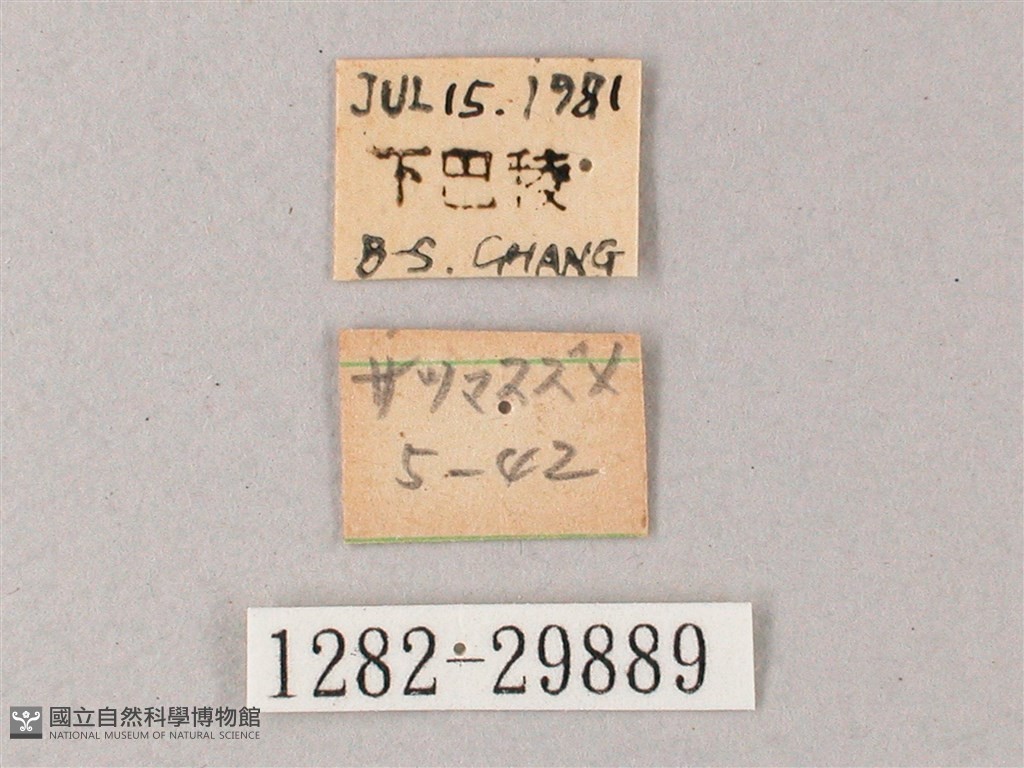 JUL 15. 1981
下巴稜
B-S. CHANG
サツマスズメ
5-42
1282-29889
國立自然科學博物館
NATIONAL MUSEUM OF NATURAL SCIENCE